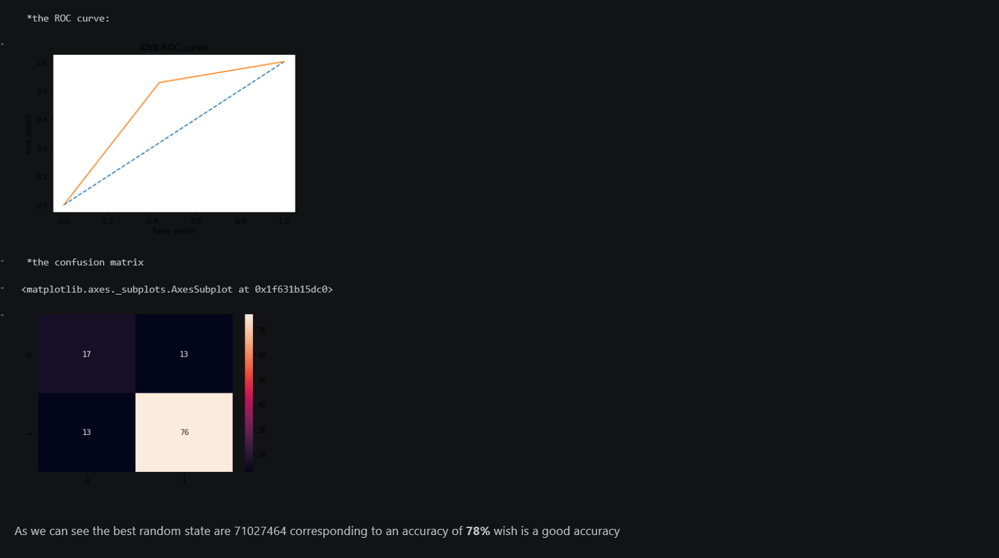 *the ROC curve:
KNN ROC curve
1.0
0.8
0.6
0.4
0.2
0.0
true positif
0.0 0.2 0.4 0.6 0.8 1.0
false positif
*the confusion matrix
<matplotlib.axes._subplots.AxesSubplot at 0x1f631b15dc0>
0 17 13
1 13 76
0 1
70
60
50
40
30
20
As we can see the best random state are 71027464 corresponding to an accuracy of 78% wish is a good accuracy